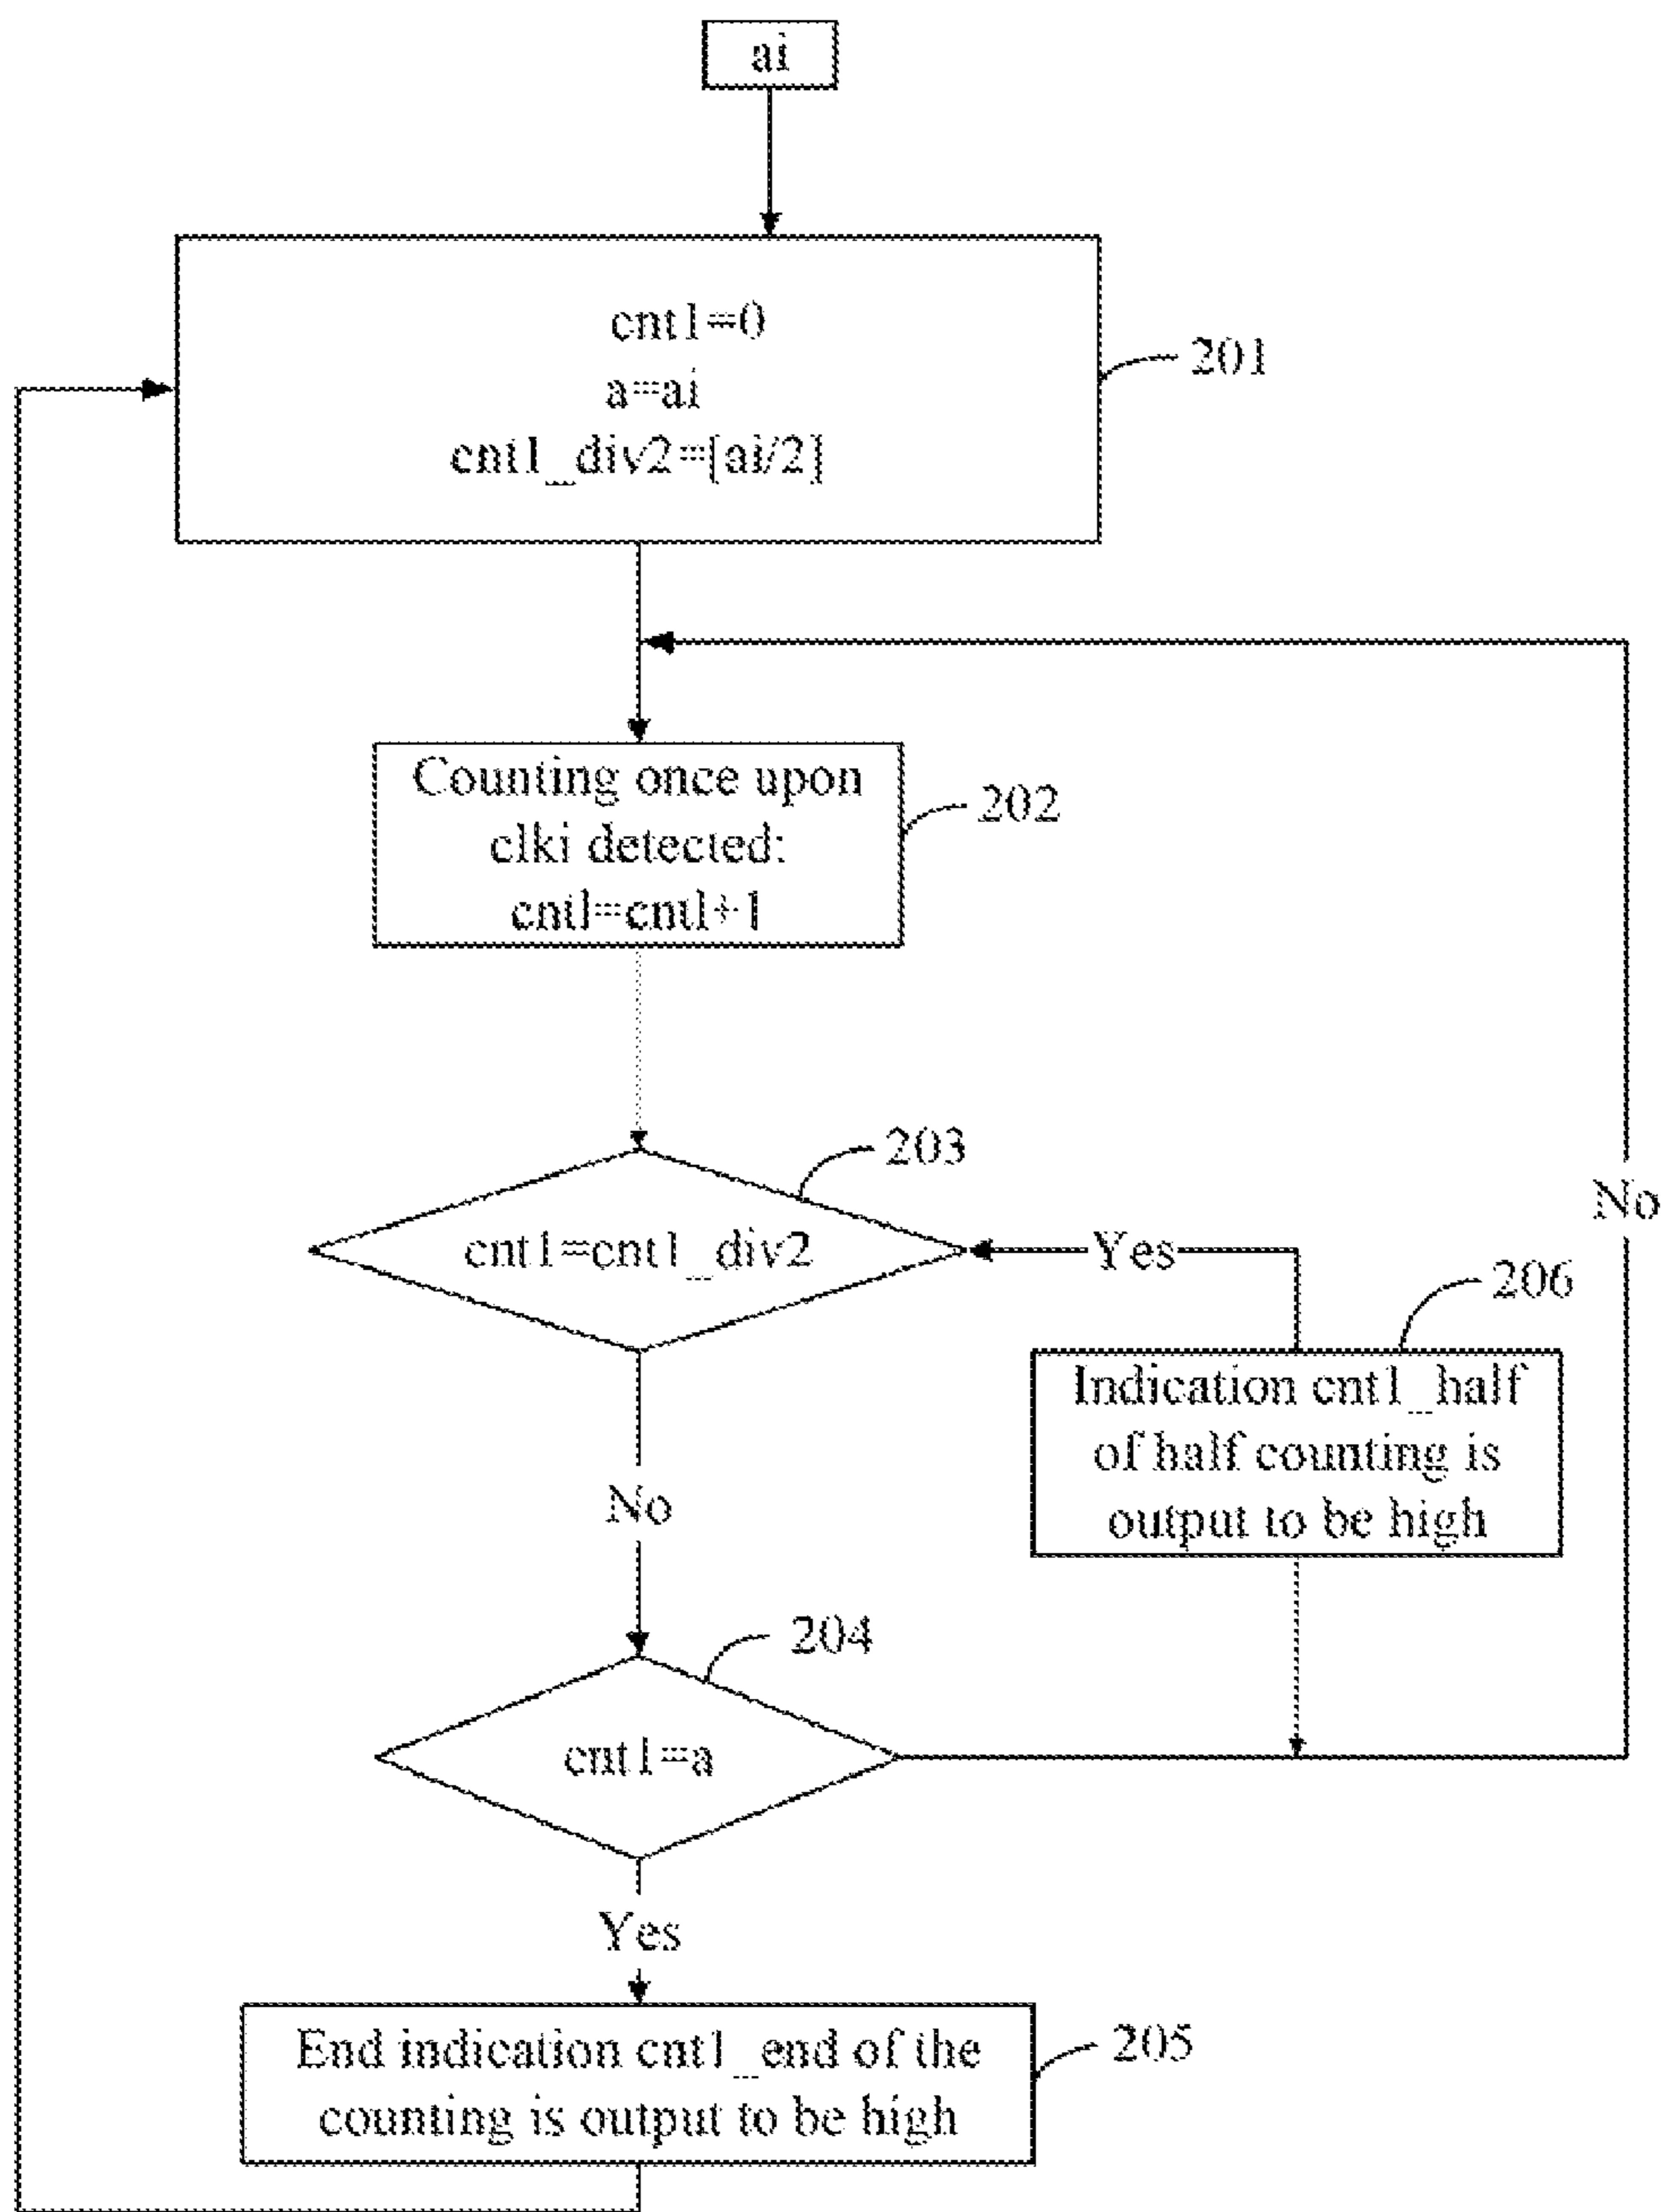 ai
cnt1=0
a=ai
cnt1_div2=[ai/2]
201
Counting once upon
clki detected:
cnt1=cnt1+1
202
203
cnt1=cnt1_div2
Yes
No
206
Indication cnt1_half
of half counting is
output to be high
No
204
cnt1=a
Yes
End indication cnt1_end of the
counting is output to be high
205